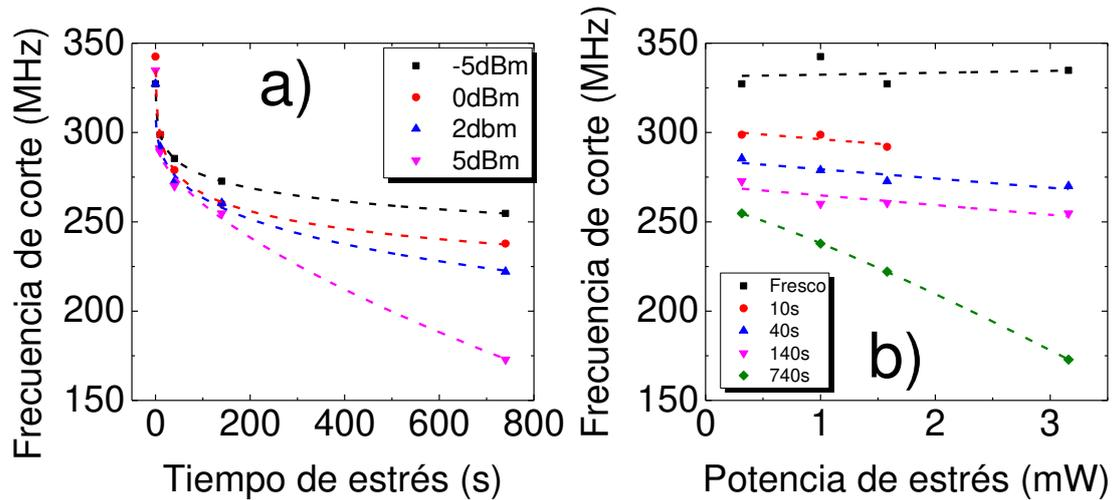 Frecuencia de corte (MHz)
350
300
250
200
150
0
200
400
600
800
Tiempo de estrés (s)
a)
-5dBm
0dBm
2dbm
5dBm
Frecuencia de corte (MHz)
350
300
250
200
150
0
1
2
3
Potencia de estrés (mW)
b)
Fresco
10s
40s
140s
740s